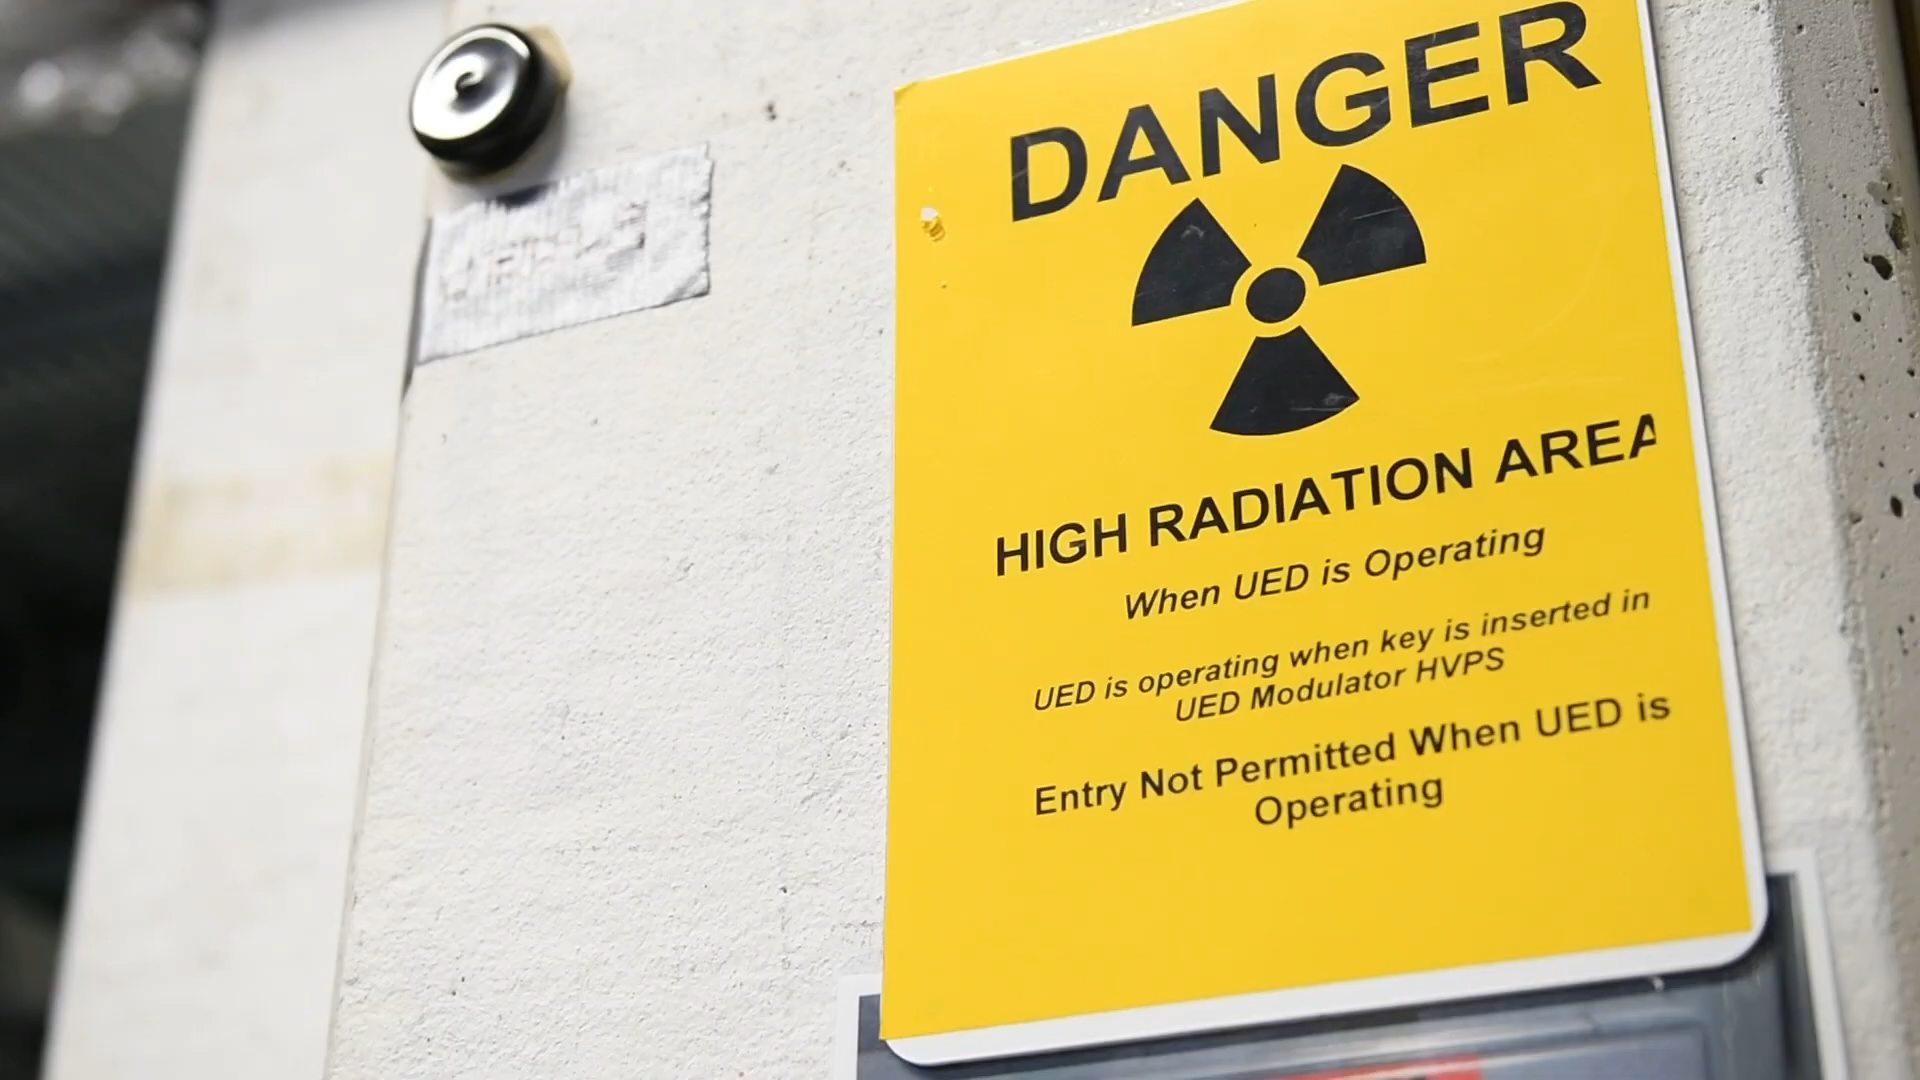 DANGER
HIGH RADIATION AREA
When UED is Operating
UED is operating when key is inserted in
UED Modulator HVPS
Entry Not Permitted When UED is
Operating